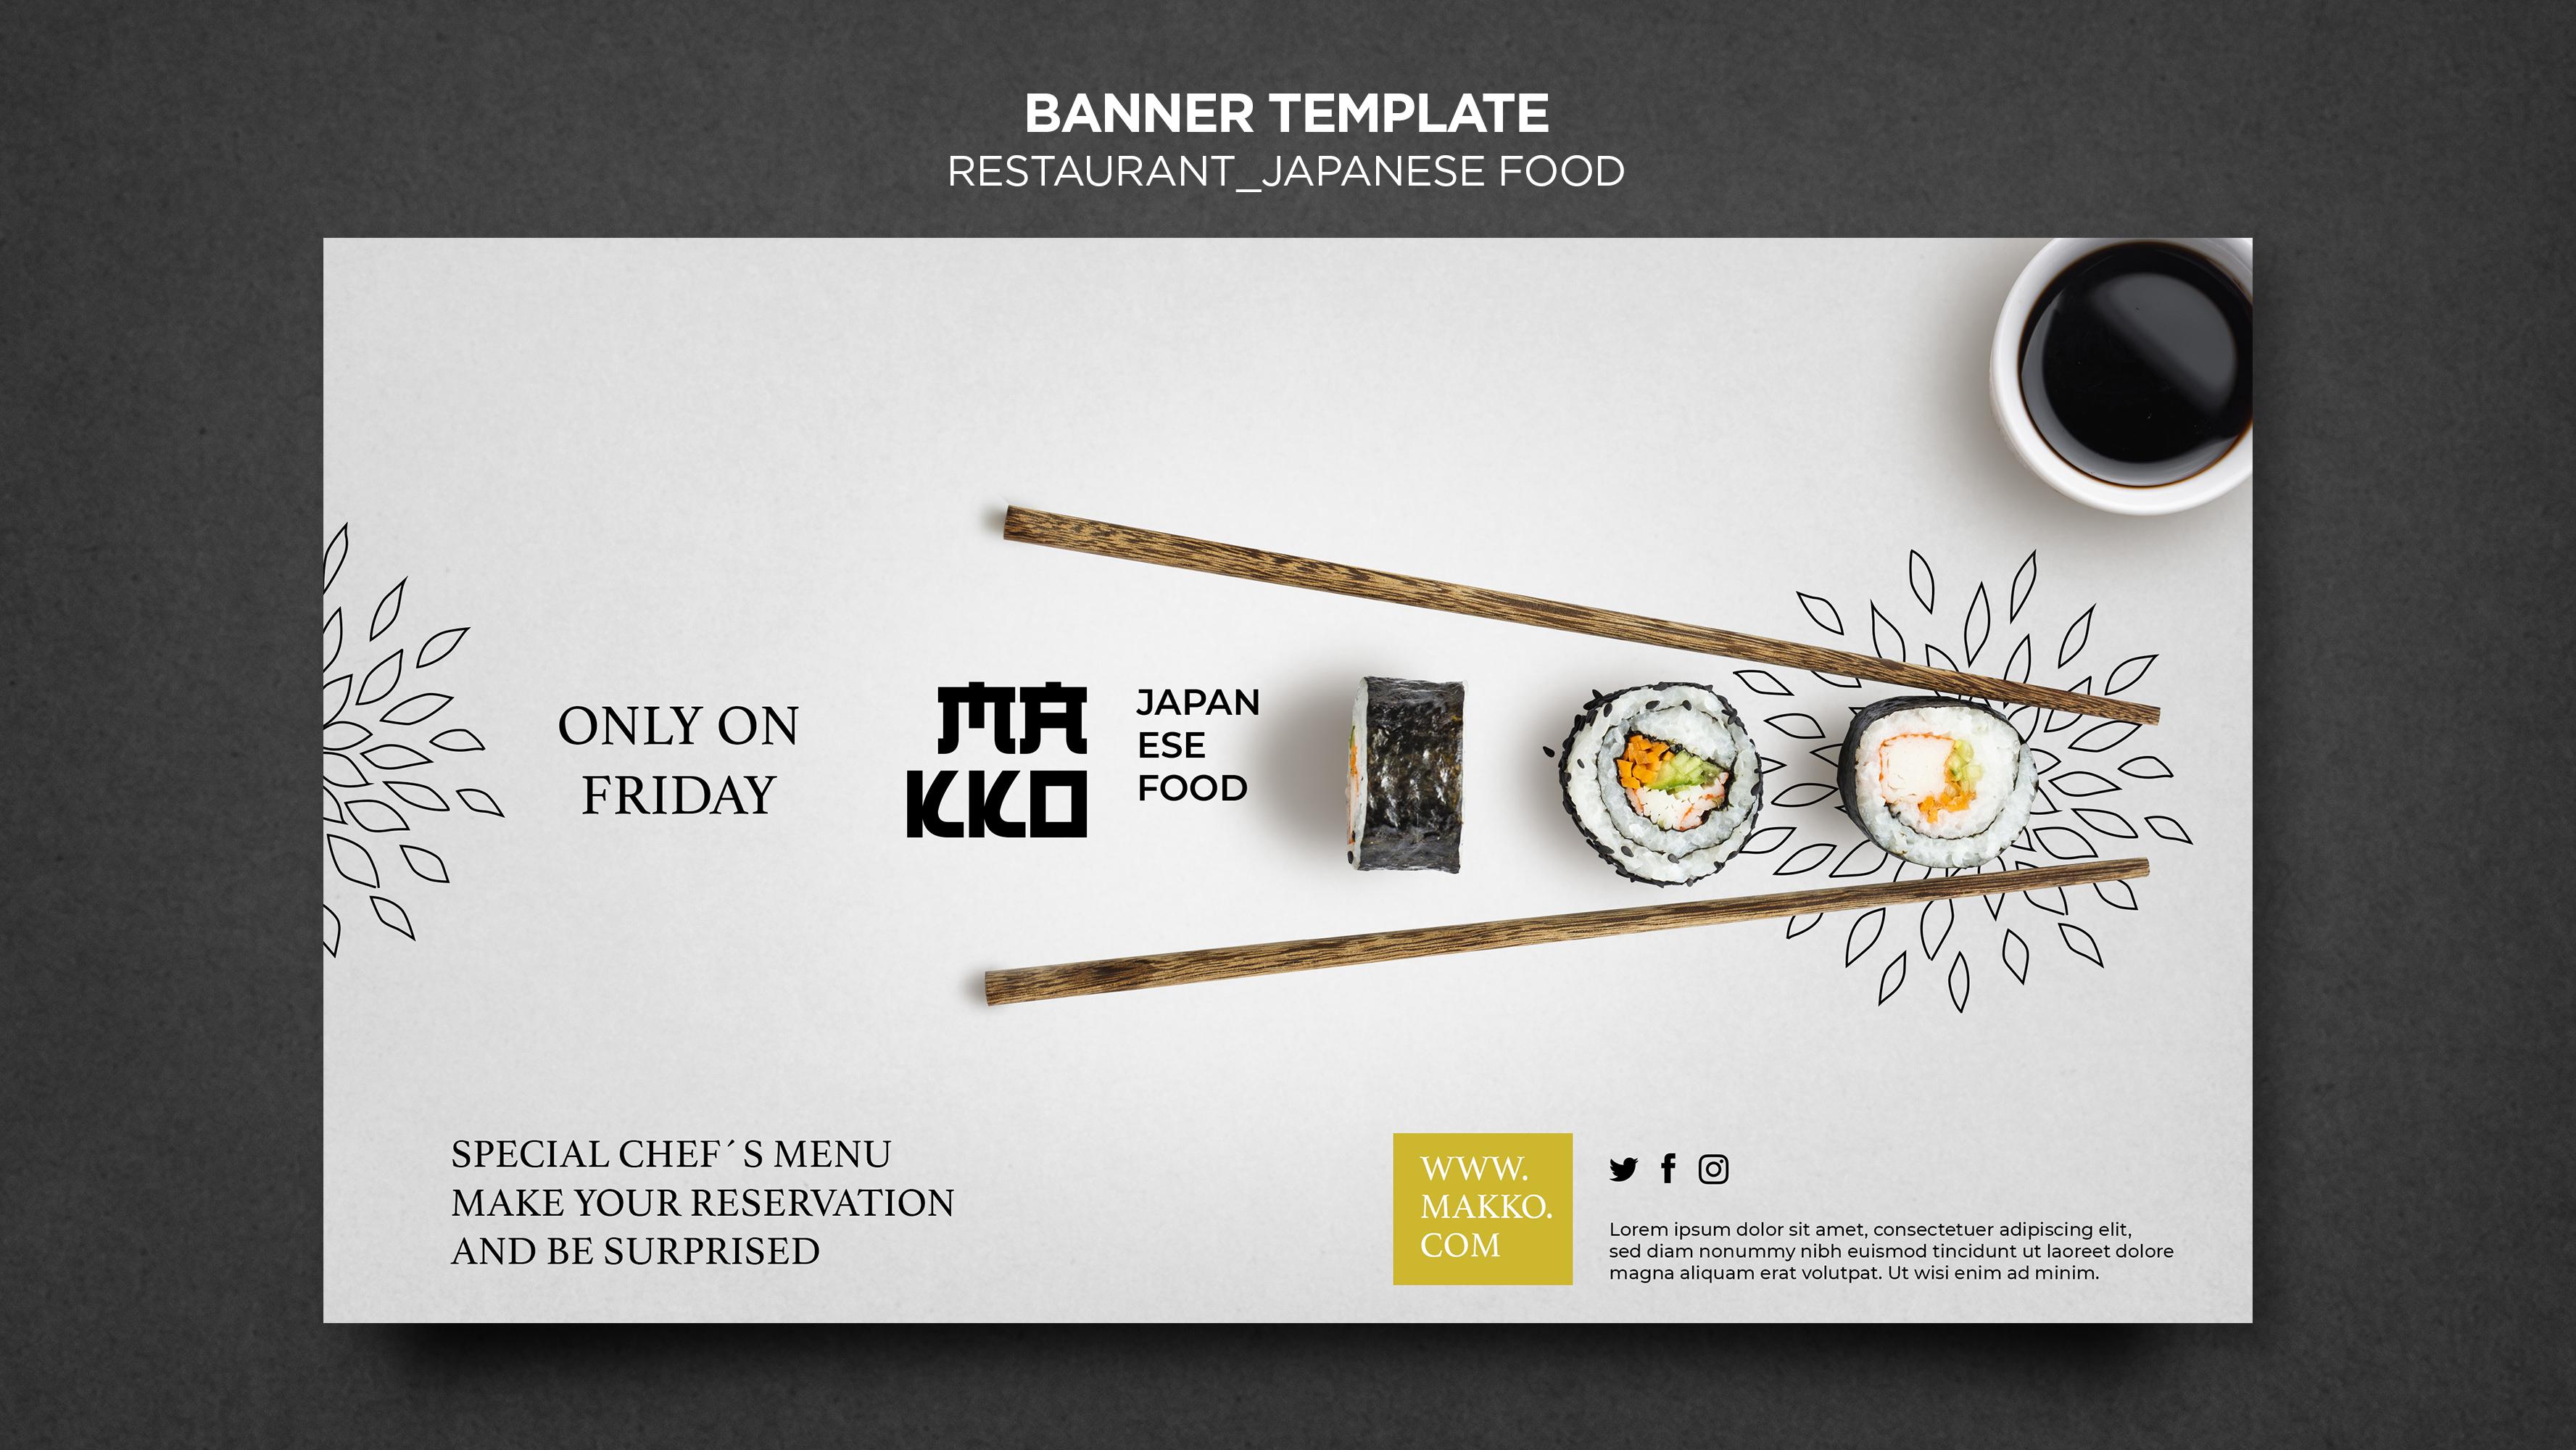 BANNER TEMPLATE
RESTAURANT_JAPANESE FOOD
ONLY ON
FRIDAY
MA
KKO
JAPAN
ESE
FOOD
SPECIAL CHEF´S MENU
MAKE YOUR RESERVATION
AND BE SURPRISED
WWW.
MAKKO.
COM
Lorem ipsum dolor sit amet, consectetuer adipiscing elit,
sed diam nonummy nibh euismod tincidunt ut laoreet dolore
magna aliquam erat volutpat. Ut wisi enim ad minim.